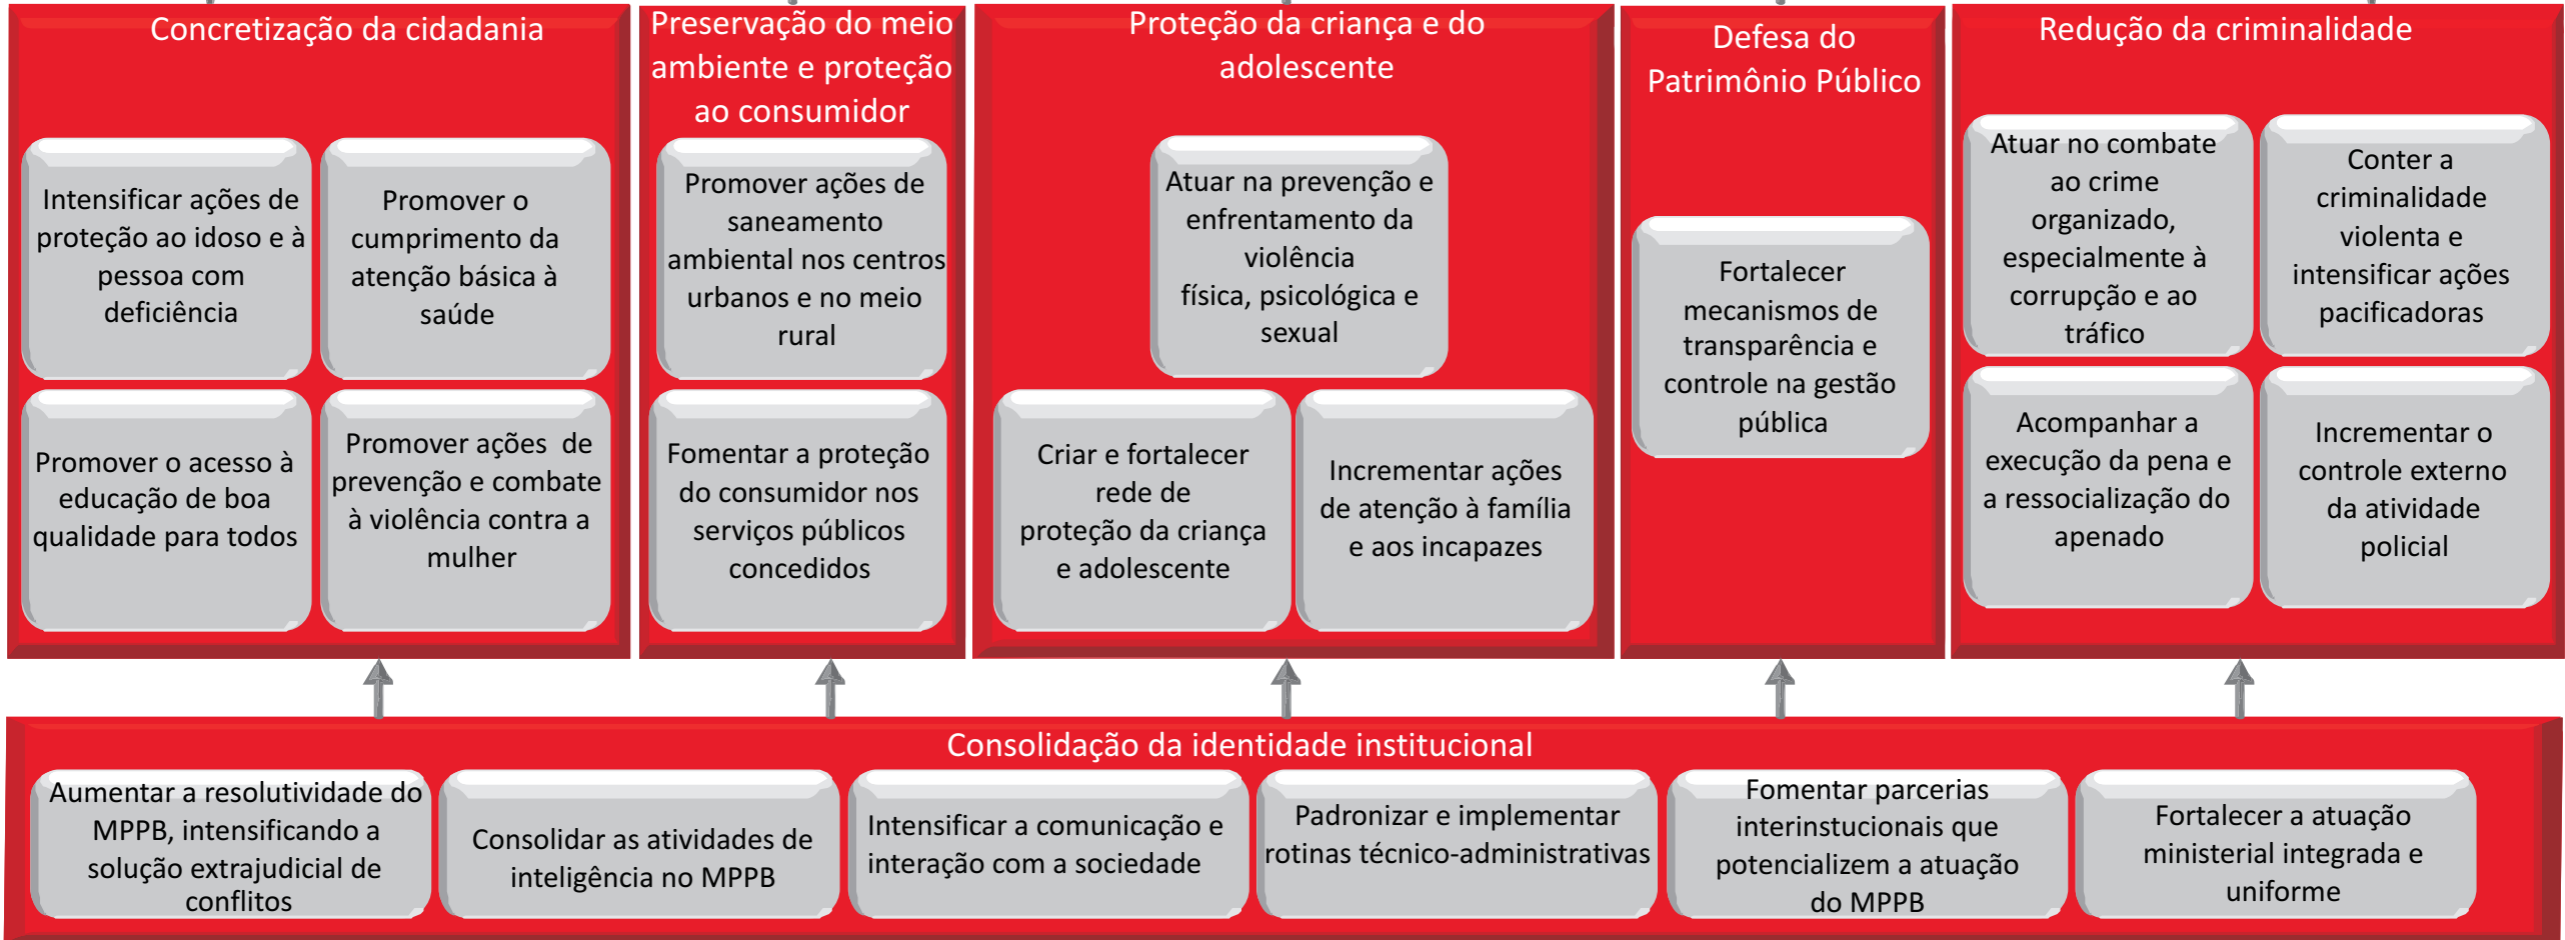 Concretização da cidadania
Intensificar ações de
proteção ao idoso e à
pessoa com
deficiência
Promover o
cumprimento da
atenção básica à
saúde
Promover o acesso à
educação de boa
qualidade para todos
Promover ações de
prevenção e combate
à violência contra a
mulher
Preservação do meio
ambiente e proteção
ao consumidor
Promover ações de
saneamento
ambiental nos centros
urbanos e no meio
rural
Fomentar a proteção
do consumidor nos
serviços públicos
concedidos
Proteção da criança e do
adolescente
Atuar na prevenção e
enfrentamento da
violência
física, psicológica e
sexual
Criar e fortalecer
rede de
proteção da criança
e adolescente
Incrementar ações
de atenção à família
e aos incapazes
Defesa do
Patrimônio Público
Fortalecer
mecanismos de
transparência e
controle na gestão
pública
Redução da criminalidade
Atuar no combate
ao crime
organizado,
especialmente à
corrupção e ao
tráfico
Conter a
criminalidade
violenta e
intensificar ações
pacificadoras
Acompanhar a
execução da pena e
a ressocialização do
apenado
Incrementar o
controle externo
da atividade
policial
Consolidação da identidade institucional
Aumentar a resolutividade do
MPPB, intensificando a
solução extrajudicial de
conflitos
Consolidar as atividades de
inteligência no MPPB
Intensificar a comunicação e
interação com a sociedade
Padronizar e implementar
rotinas técnico-administrativas
Fomentar parcerias
interinstucionais que
potencializem a atuação
do MPPB
Fortalecer a atuação
ministerial integrada e
uniforme